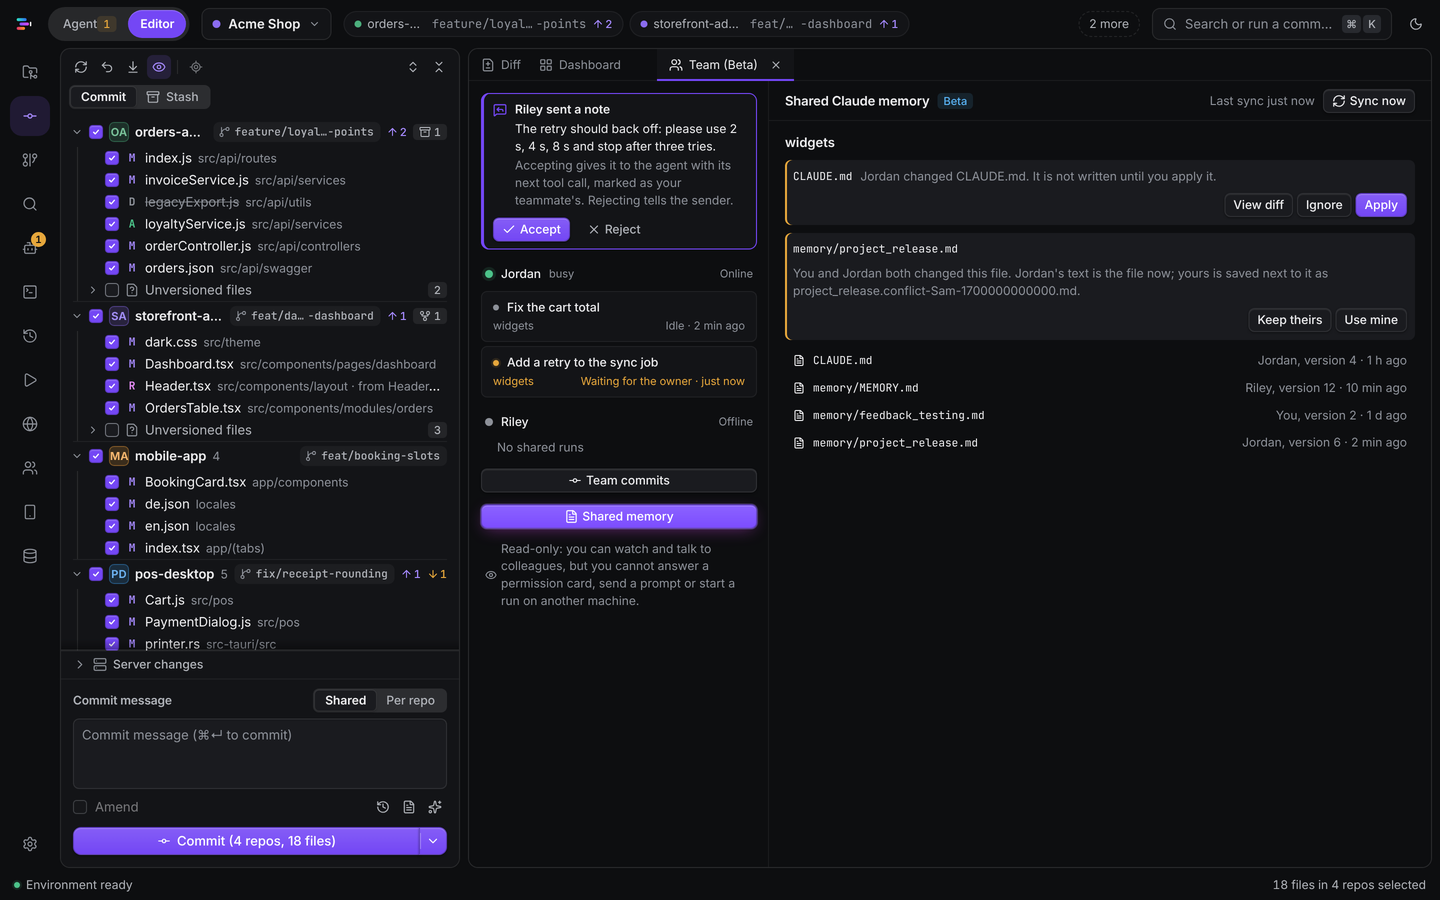 Agent 1
Editor
Acme Shop
orders-... feature/loyal...-points ↑ 2
storefront-ad... feat/... -dashboard ↑ 1
2 more
Search or run a comm... ⌘ K
Commit
Stash
OA orders-a... feature/loyal...-points ↑ 2 1
M index.js src/api/routes
M invoiceService.js src/api/services
D legacyExport.js src/api/utils
A loyaltyService.js src/api/services
M orderController.js src/api/controllers
M orders.json src/api/swagger
Unversioned files 2
SA storefront-a... feat/da... -dashboard ↑ 1 1
M dark.css src/theme
M Dashboard.tsx src/components/pages/dashboard
R Header.tsx src/components/layout · from Header...
M OrdersTable.tsx src/components/modules/orders
Unversioned files 3
MA mobile-app 4 feat/booking-slots
M BookingCard.tsx app/components
M de.json locales
M en.json locales
M index.tsx app/(tabs)
PD pos-desktop 5 fix/receipt-rounding ↑ 1 ↓ 1
M Cart.js src/pos
M PaymentDialog.js src/pos
M printer.rs src-tauri/src
Server changes
Commit message
Shared
Per repo
Commit message (⌘↵ to commit)
Amend
Commit (4 repos, 18 files)
1
Environment ready
Diff
Dashboard
Team (Beta)
Riley sent a note
The retry should back off: please use 2
s, 4 s, 8 s and stop after three tries.
Accepting gives it to the agent with its
next tool call, marked as your
teammate's. Rejecting tells the sender.
Accept
Reject
Jordan busy Online
Fix the cart total
widgets Idle · 2 min ago
Add a retry to the sync job
widgets Waiting for the owner · just now
Riley Offline
No shared runs
Team commits
Shared memory
Read-only: you can watch and talk to
colleagues, but you cannot answer a
permission card, send a prompt or start a
run on another machine.
Shared Claude memory Beta
Last sync just now
Sync now
widgets
CLAUDE.md Jordan changed CLAUDE.md. It is not written until you apply it.
View diff
Ignore
Apply
memory/project_release.md
You and Jordan both changed this file. Jordan's text is the file now; yours is saved next to it as
project_release.conflict-Sam-1700000000000.md.
Keep theirs
Use mine
CLAUDE.md Jordan, version 4 · 1 h ago
memory/MEMORY.md Riley, version 12 · 10 min ago
memory/feedback_testing.md You, version 2 · 1 d ago
memory/project_release.md Jordan, version 6 · 2 min ago
18 files in 4 repos selected